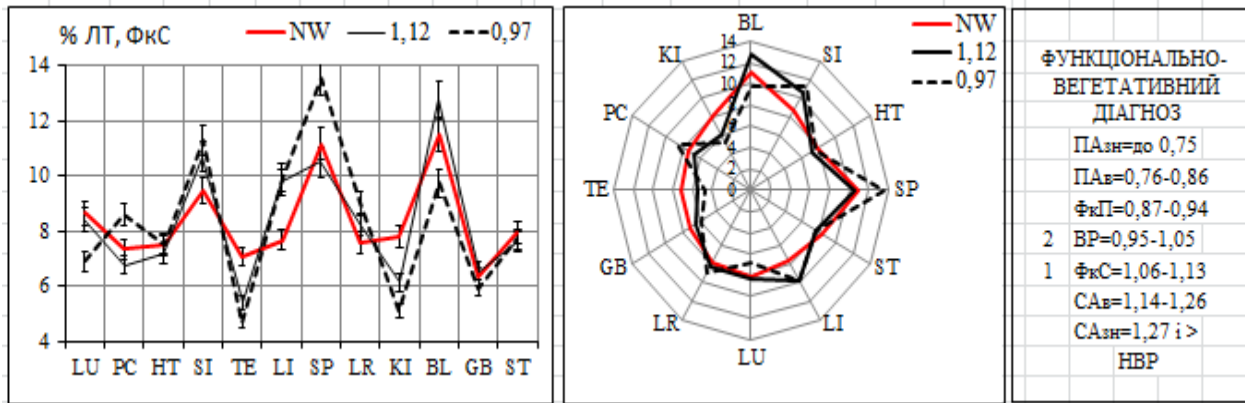 % ЛТ, ФкС NW 1,12 0,97
14
12
10
8
6
4
LU PC HT SI TE LI SP LR KI BL GB ST
NW
1,12
0,97
BL
SI
HT
SP
ST
LI
LU
LR
GB
TE
PC
KI
14
12
10
8
6
4
2
0
ФУНКЦІОНАЛЬНО-
ВЕГЕТАТИВНИЙ
ДІАГНОЗ
ПАзн=до 0,75
ПАв=0,76-0,86
ФкП=0,87-0,94
2 ВР=0,95-1,05
1 ФкС=1,06-1,13
САв=1,14-1,26
САзн=1,27 і >
НВР